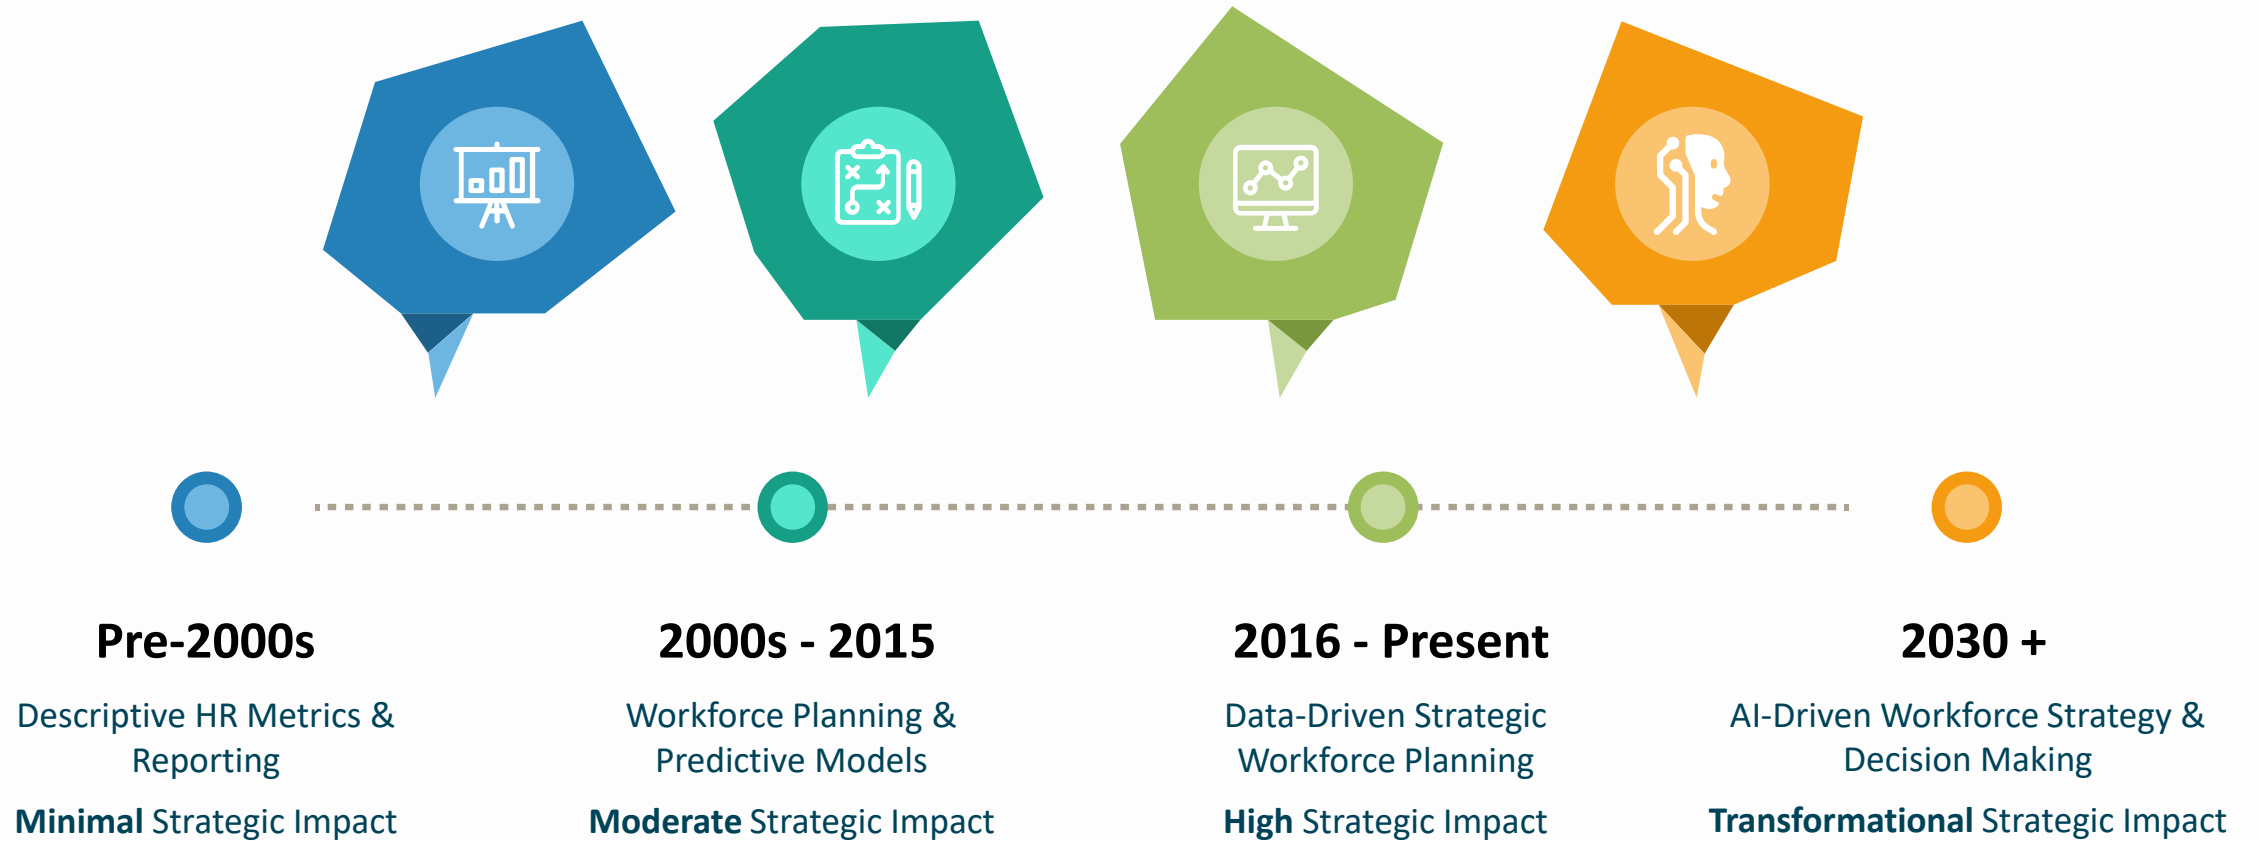 Pre-2000s
Descriptive HR Metrics &
Reporting
Minimal Strategic Impact
2000s - 2015
Workforce Planning &
Predictive Models
Moderate Strategic Impact
2016 - Present
Data-Driven Strategic
Workforce Planning
High Strategic Impact
2030 +
AI-Driven Workforce Strategy &
Decision Making
Transformational Strategic Impact